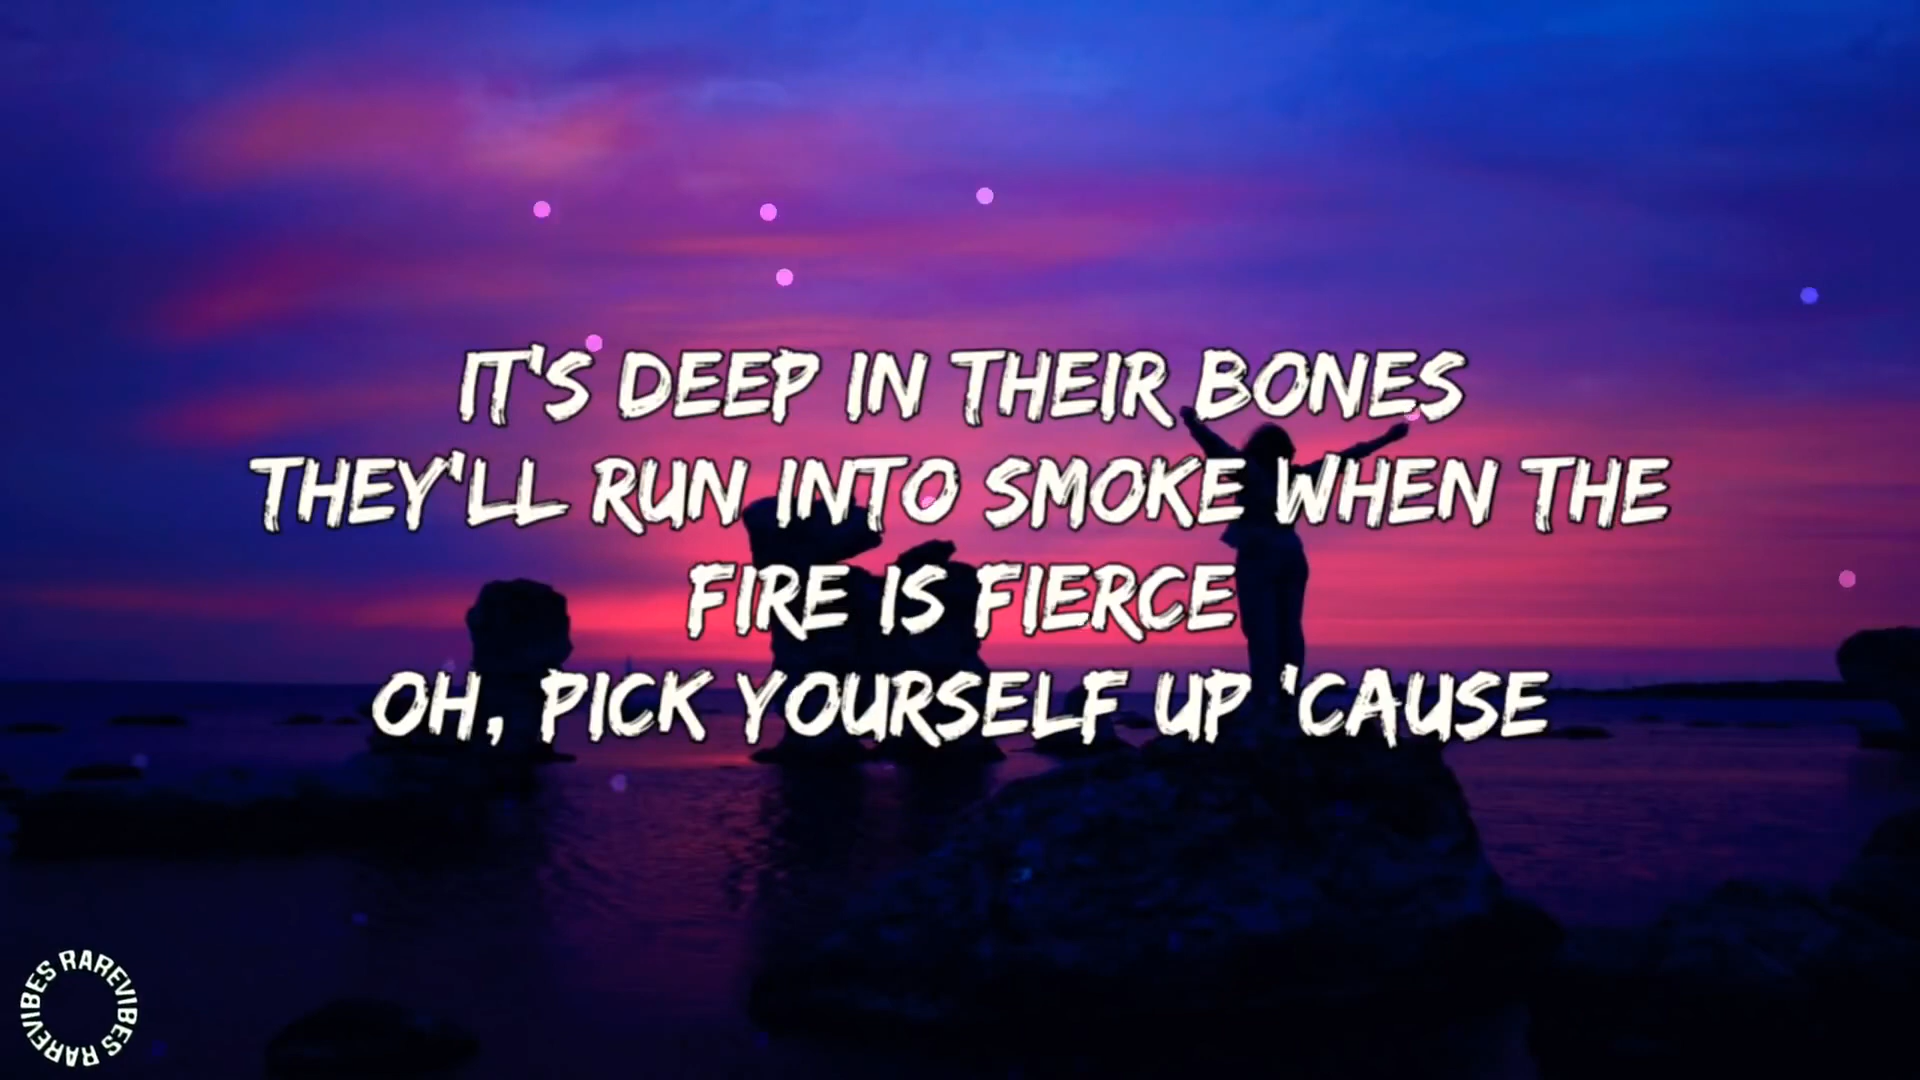 IT'S DEEP IN THEIR BONES
THEY'LL RUN INTO SMOKE WHEN THE
FIRE IS FIERCE
OH, PICK YOURSELF UP 'CAUSE
RAREVIBES RAREVIBES